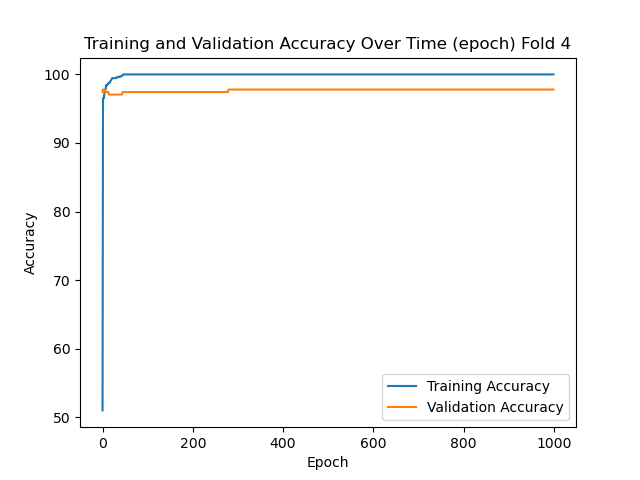 Training and Validation Accuracy Over Time (epoch) Fold 4
100
90
80
70
60
50
Accuracy
0 200 400 600 800 1000
Epoch
Training Accuracy
Validation Accuracy